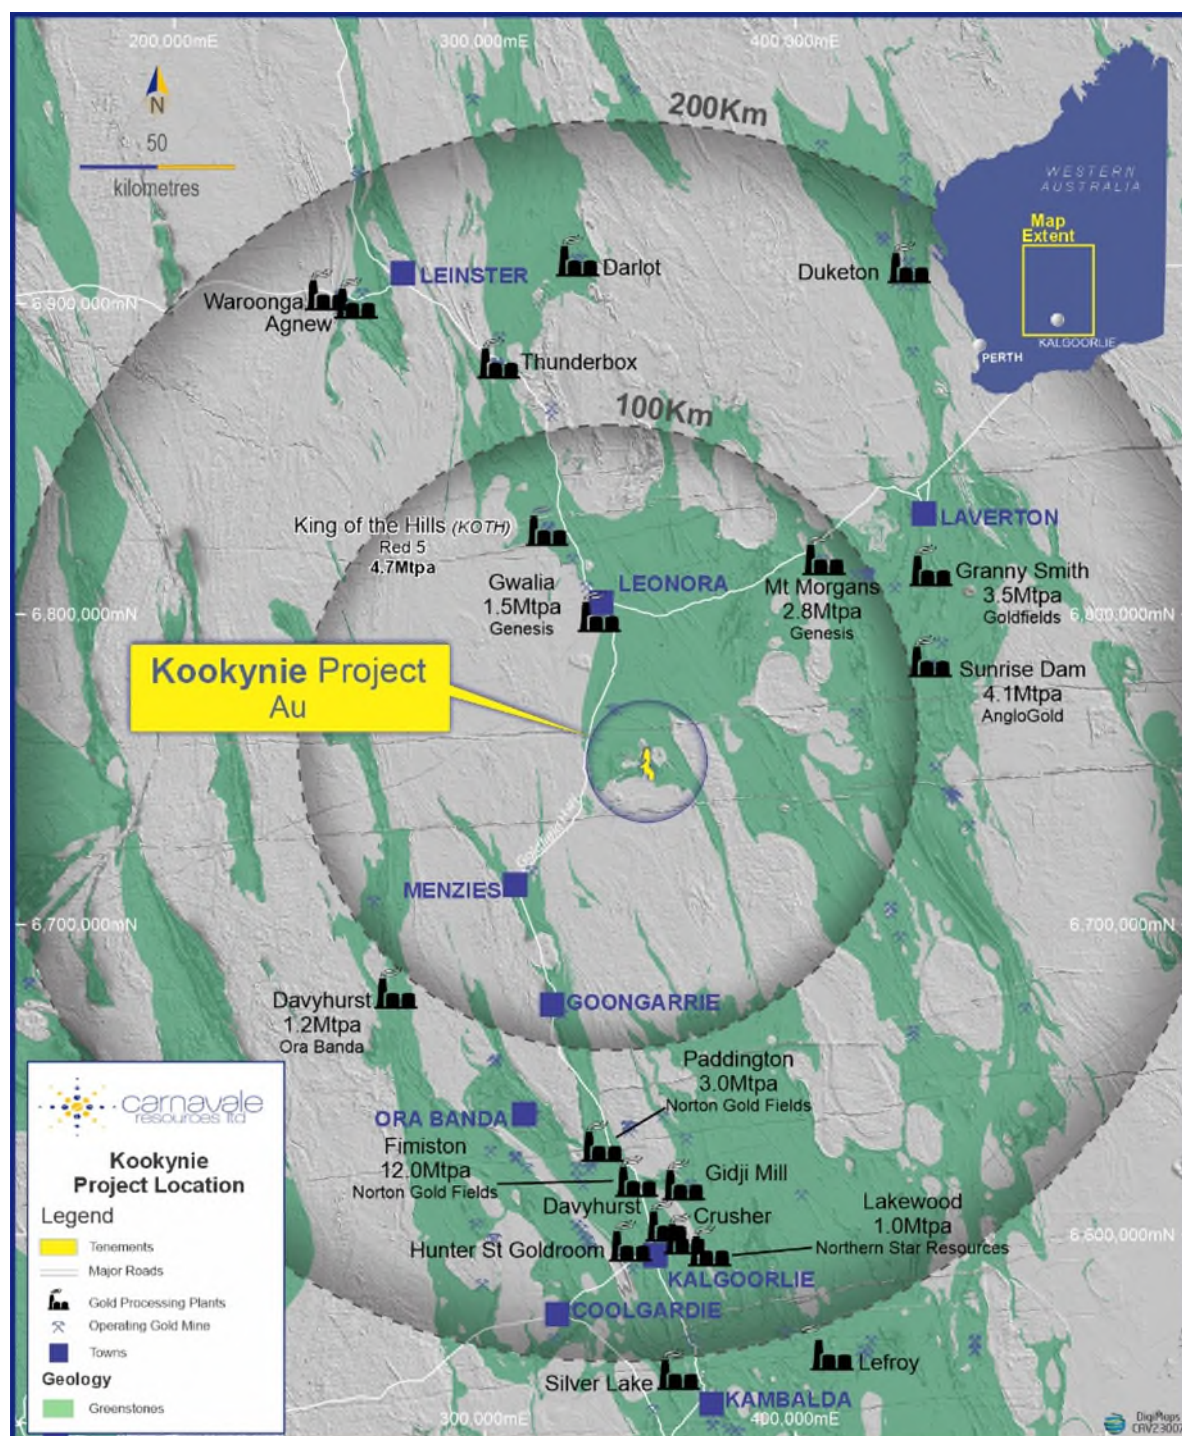 200,000mE
300,000mE
400,000mE
N
50
kilometres
200Km
WESTERN
AUSTRALIA
Map
Extent
KALGOORLIE
PERTH
LEINSTER
Darlot
Duketon
Waroonga
Agnew
6,900,000mN
Thunderbox
100Km
King of the Hills (KOTH)
Red 5
4.7Mtpa
LAVERTON
Gwalia
1.5Mtpa
Genesis
LEONORA
Mt Morgans
2.8Mtpa
Genesis
Granny Smith
3.5Mtpa
Goldfields
6,800,000mN
6,800,000mN
Kookynie Project
Au
Sunrise Dam
4.1Mtpa
AngloGold
MENZIES
6,700,000mN
6,700,000mN
Davyhurst
1.2Mtpa
Ora Banda
GOONGARRIE
Paddington
3.0Mtpa
Norton Gold Fields
ORA BANDA
Fimiston
12.0Mtpa
Norton Gold Fields
Gidji Mill
Davyhurst
Crusher
Lakewood
1.0Mtpa
Northern Star Resources
6,600,000mN
Hunter St Goldroom
KALGOORLIE
COOLGARDIE
Lefroy
Silver Lake
KAMBALDA
300,000mE
400,000mE
carnavale
resources ltd
Kookynie
Project Location
Legend
Tenements
Major Roads
Gold Processing Plants
Operating Gold Mine
Towns
Geology
Greenstones
DigiMaps
CAV23007